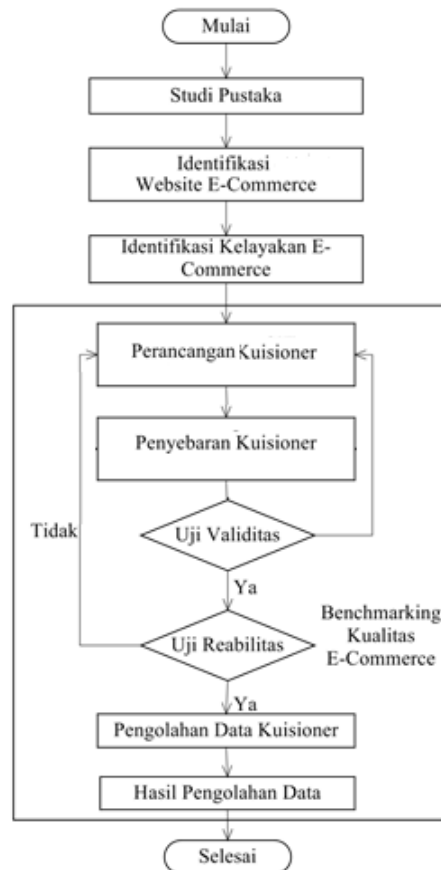 Mulai
Studi Pustaka
Identifikasi
Website E-Commerce
Identifikasi Kelayakan E-
Commerce
Perancangan Kuisioner
Penyebaran Kuisioner
Uji Validitas
Tidak
Ya
Uji Reabilitas
Benchmarking
Kualitas
E-Commerce
Ya
Pengolahan Data Kuisioner
Hasil Pengolahan Data
Selesai